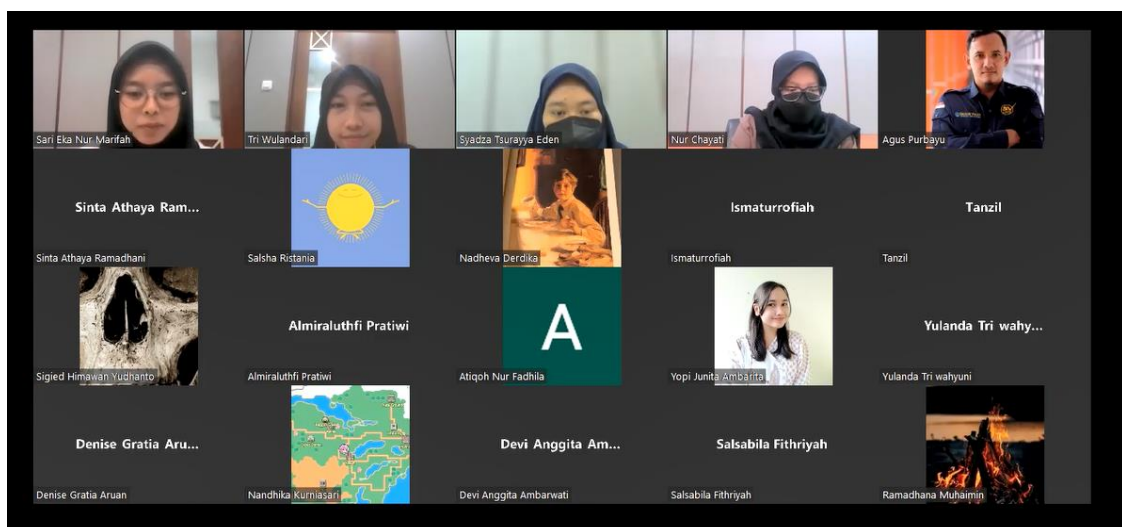 Sari Eka Nur Marifah
Tri Wulandari
Syadza Tsurayya Eden
Nur Chayati
Agus Purbayu
Sinta Athaya Ram...
Sinta Athaya Ramadhani
Salsha Ristania
Nadheva Derdika
Ismaturrofiah
Ismaturrofiah
Tanzil
Tanzil
Sigied Himawan Yudhanto
Almiraluthfi Pratiwi
Almiraluthfi Pratiwi
A
Atiqoh Nur Fadhila
Yopi Junita Ambarita
Yulanda Tri wahy...
Yulanda Tri wahyuni
Denise Gratia Aru...
Denise Gratia Aruan
Nandhika Kurniasari
Devi Anggita Am...
Devi Anggita Ambarwati
Salsabila Fithriyah
Salsabila Fithriyah
Ramadhana Muhaimin